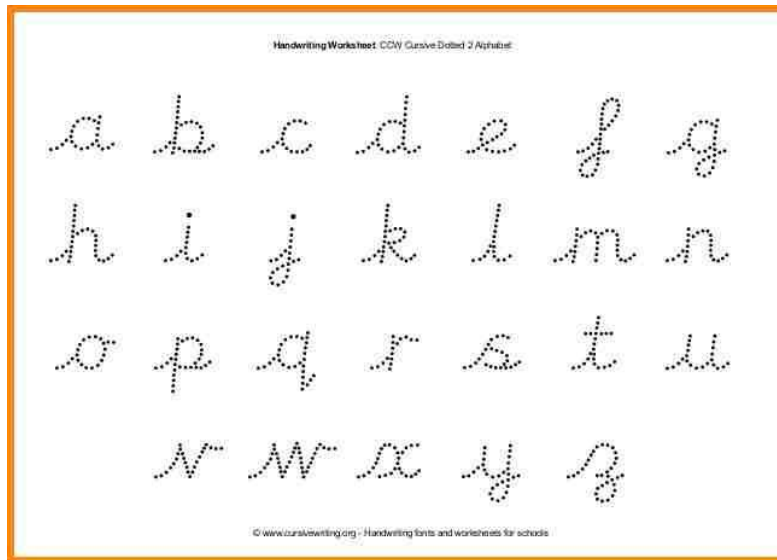 Handwriting Worksheet CCW Cursive Dotted 2 Alphabet
a b c d e f g
h i j k l m n
o p q r s t u
v w x y z
© www.cursivewriting.org - Handwriting fonts and worksheets for schools